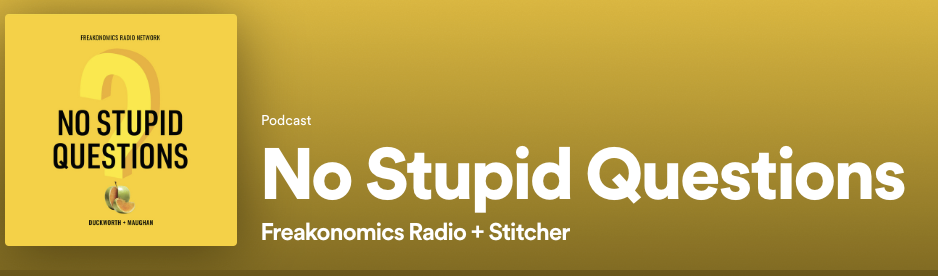 FREAKONOMICS RADIO NETWORK
?
NO STUPID
QUESTIONS
DUCKWORTH + MAUGHAN
Podcast
No Stupid Questions
Freakonomics Radio + Stitcher